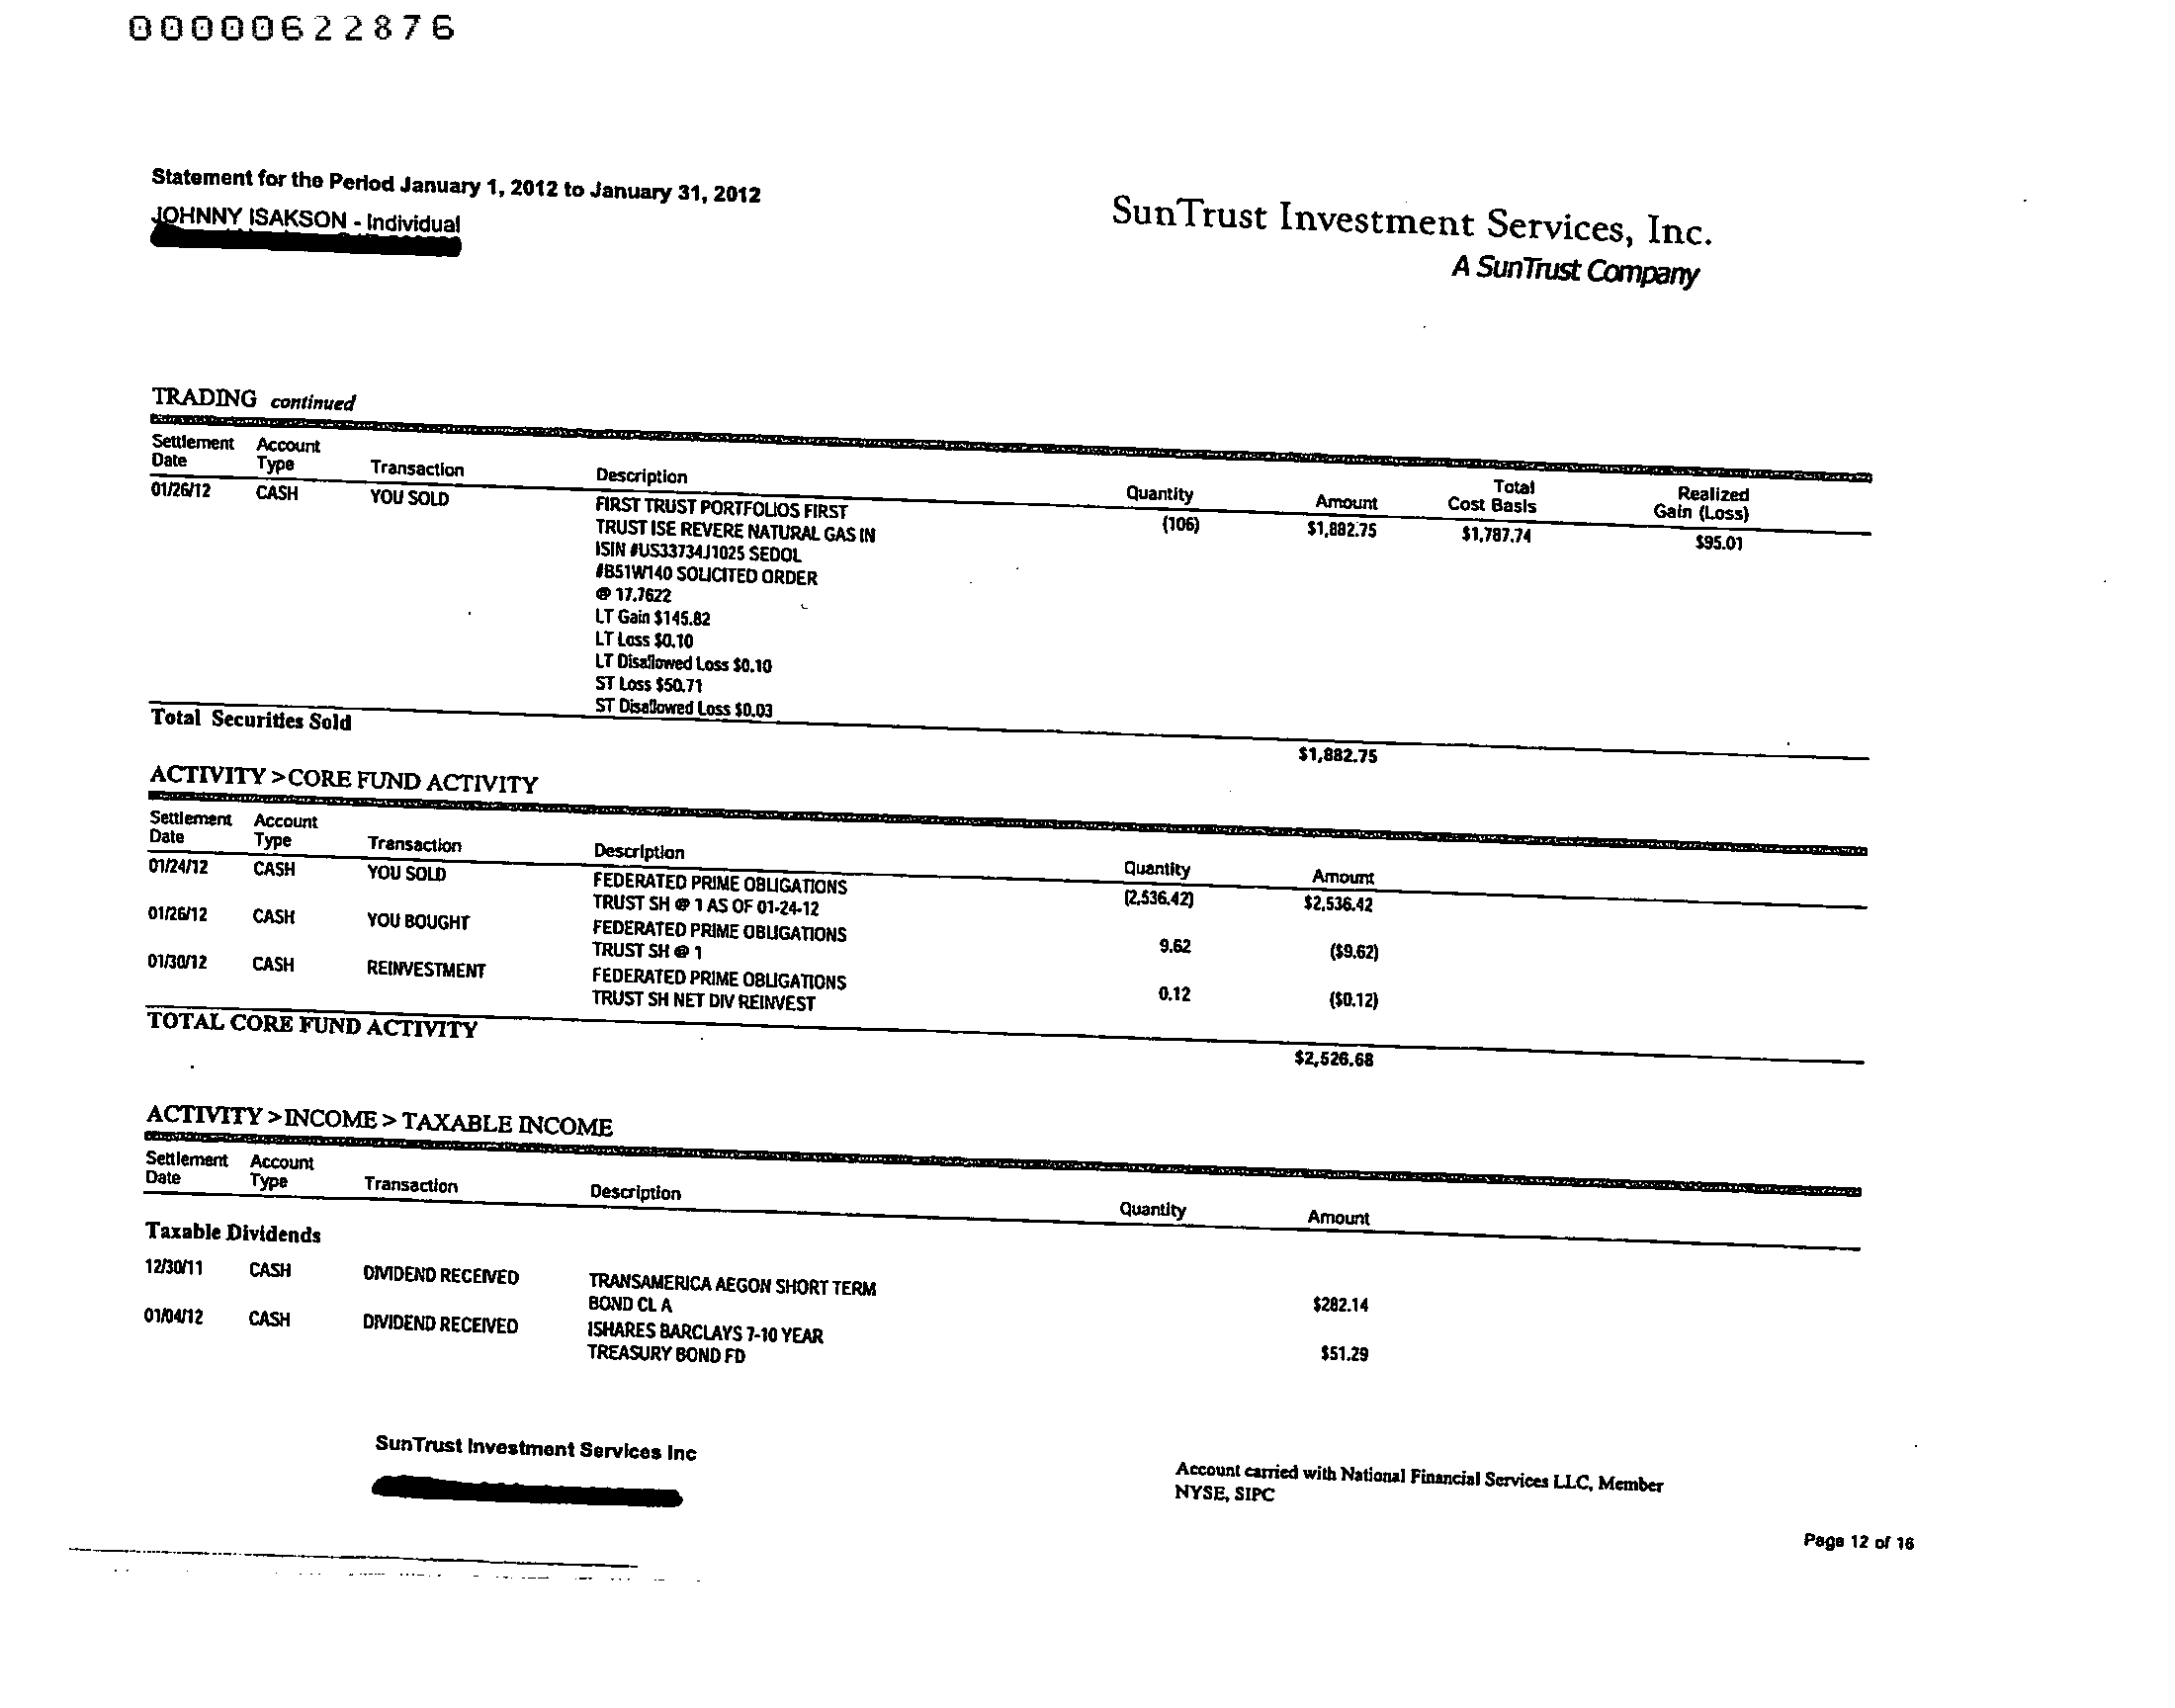 00000622876
Statement for the Period January 1, 2012 to January 31, 2012
JOHNNY ISAKSON - Individual
SunTrust Investment Services, Inc.
A SunTrust Company
TRADING continued
Settlement Date Account Type Transaction Description Quantity Amount Total Cost Basis Realized Gain (Loss)
01/26/12 CASH YOU SOLD FIRST TRUST PORTFOLIOS FIRST (106) $1,882.75 $1,787.74 $95.01
TRUST ISE REVERE NATURAL GAS IN
ISIN #US33734J1025 SEDOL
#B51W140 SOLICITED ORDER
@ 17.7622
LT Gain $145.82
LT Loss $0.10
LT Disallowed Loss $0.10
ST Loss $50.71
ST Disallowed Loss $0.03
Total Securities Sold $1,882.75
ACTIVITY > CORE FUND ACTIVITY
Settlement Date Account Type Transaction Description Quantity Amount
01/24/12 CASH YOU SOLD FEDERATED PRIME OBLIGATIONS (2,536.42) $2,536.42
TRUST SH @ 1 AS OF 01-24-12
01/26/12 CASH YOU BOUGHT FEDERATED PRIME OBLIGATIONS 9.62 ($9.62)
TRUST SH @ 1
01/30/12 CASH REINVESTMENT FEDERATED PRIME OBLIGATIONS 0.12 ($0.12)
TRUST SH NET DIV REINVEST
TOTAL CORE FUND ACTIVITY $2,526.68
ACTIVITY > INCOME > TAXABLE INCOME
Settlement Date Account Type Transaction Description Quantity Amount
Taxable Dividends
12/30/11 CASH DIVIDEND RECEIVED TRANSAMERICA AEGON SHORT TERM $282.14
BOND CL A
01/04/12 CASH DIVIDEND RECEIVED ISHARES BARCLAYS 7-10 YEAR $51.29
TREASURY BOND FD
SunTrust Investment Services Inc
Account carried with National Financial Services LLC, Member
NYSE, SIPC
Page 12 of 16